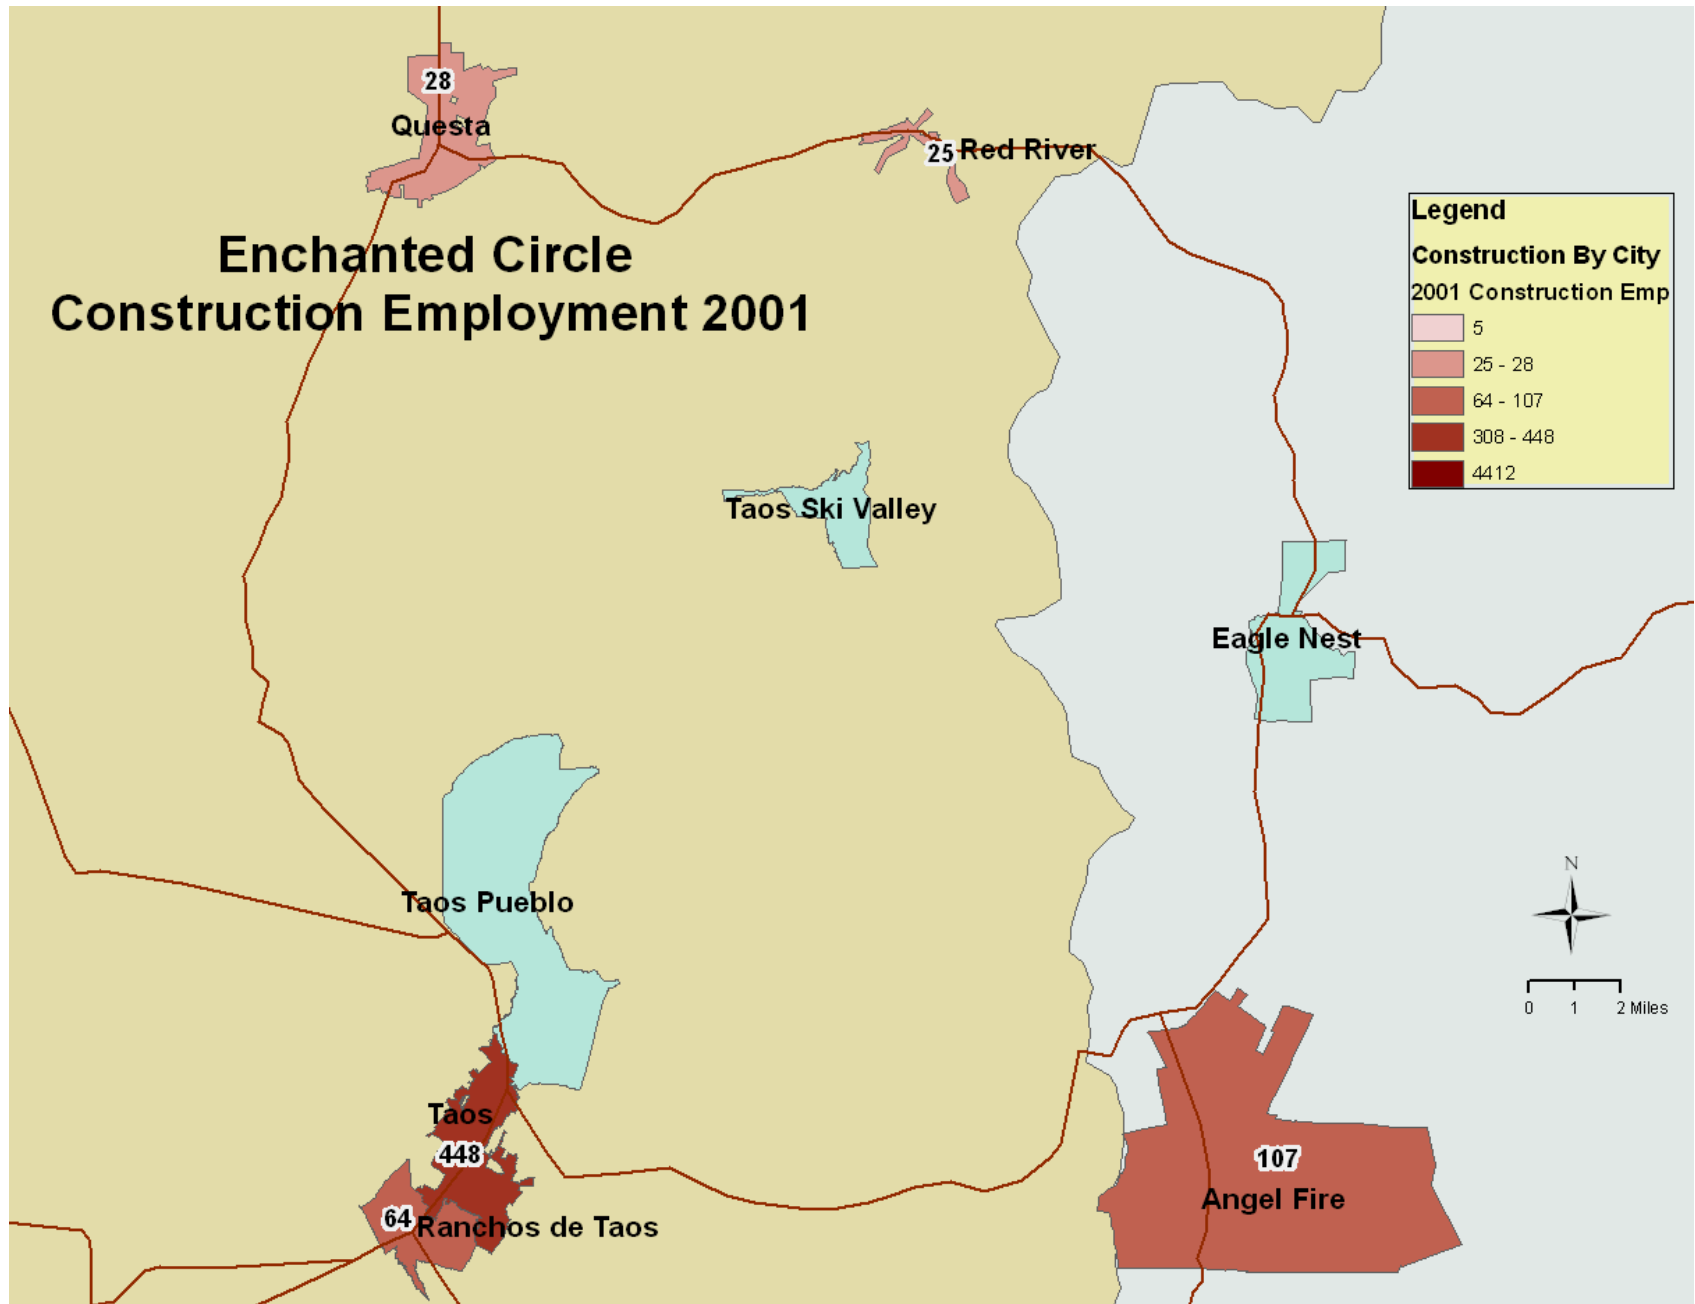 28
Questa
25 Red River
Enchanted Circle
Construction Employment 2001
Legend
Construction By City
2001 Construction Emp
5
25 - 28
64 - 107
308 - 448
4412
Taos Ski Valley
Eagle Nest
Taos Pueblo
N
0 1 2 Miles
Taos
448
107
Angel Fire
64
Ranchos de Taos